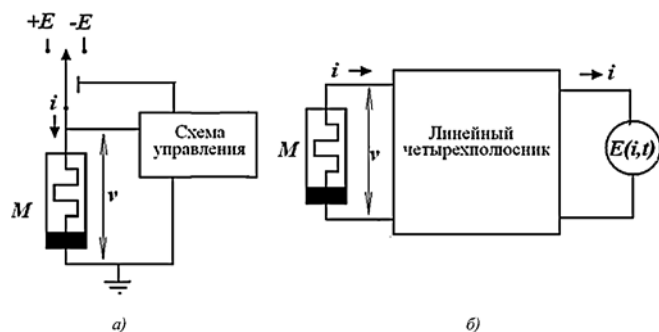 +E -E
i
Схема
управления
M
v
а)
i
i
M
v
Линейный
четырехполюсник
E(i,t)
б)